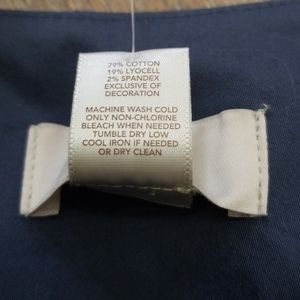 79% COTTON
19% LYOCELL
2% SPANDEX
EXCLUSIVE OF
DECORATION
MACHINE WASH COLD
ONLY NON-CHLORINE
BLEACH WHEN NEEDED
TUMBLE DRY LOW
COOL IRON IF NEEDED
OR DRY CLEAN